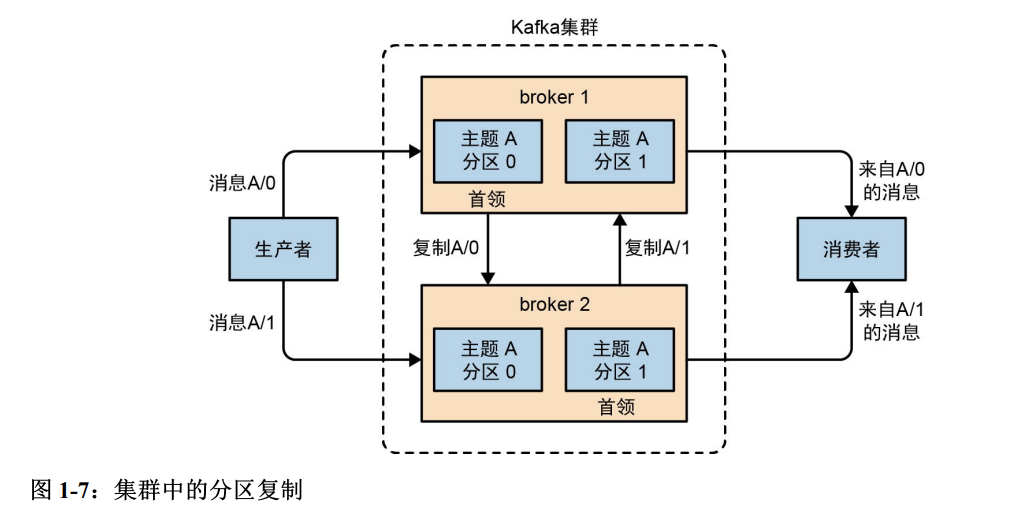 Kafka集群
broker 1
主题 A
分区 0
主题 A
分区 1
首领
消息A/0
来自A/0
的消息
生产者
复制A/0
复制A/1
消费者
消息A/1
来自A/1
的消息
broker 2
主题 A
分区 0
主题 A
分区 1
首领
图 1-7：集群中的分区复制